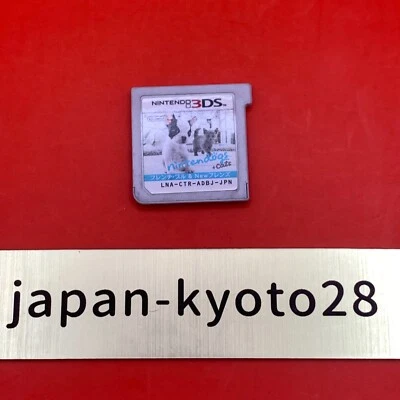 NINTENDO 3DS™
nintendogs
+cats
フレンチ・ブル & Newフレンズ
LNA-CTR-ADBJ-JPN
japan-kyoto28